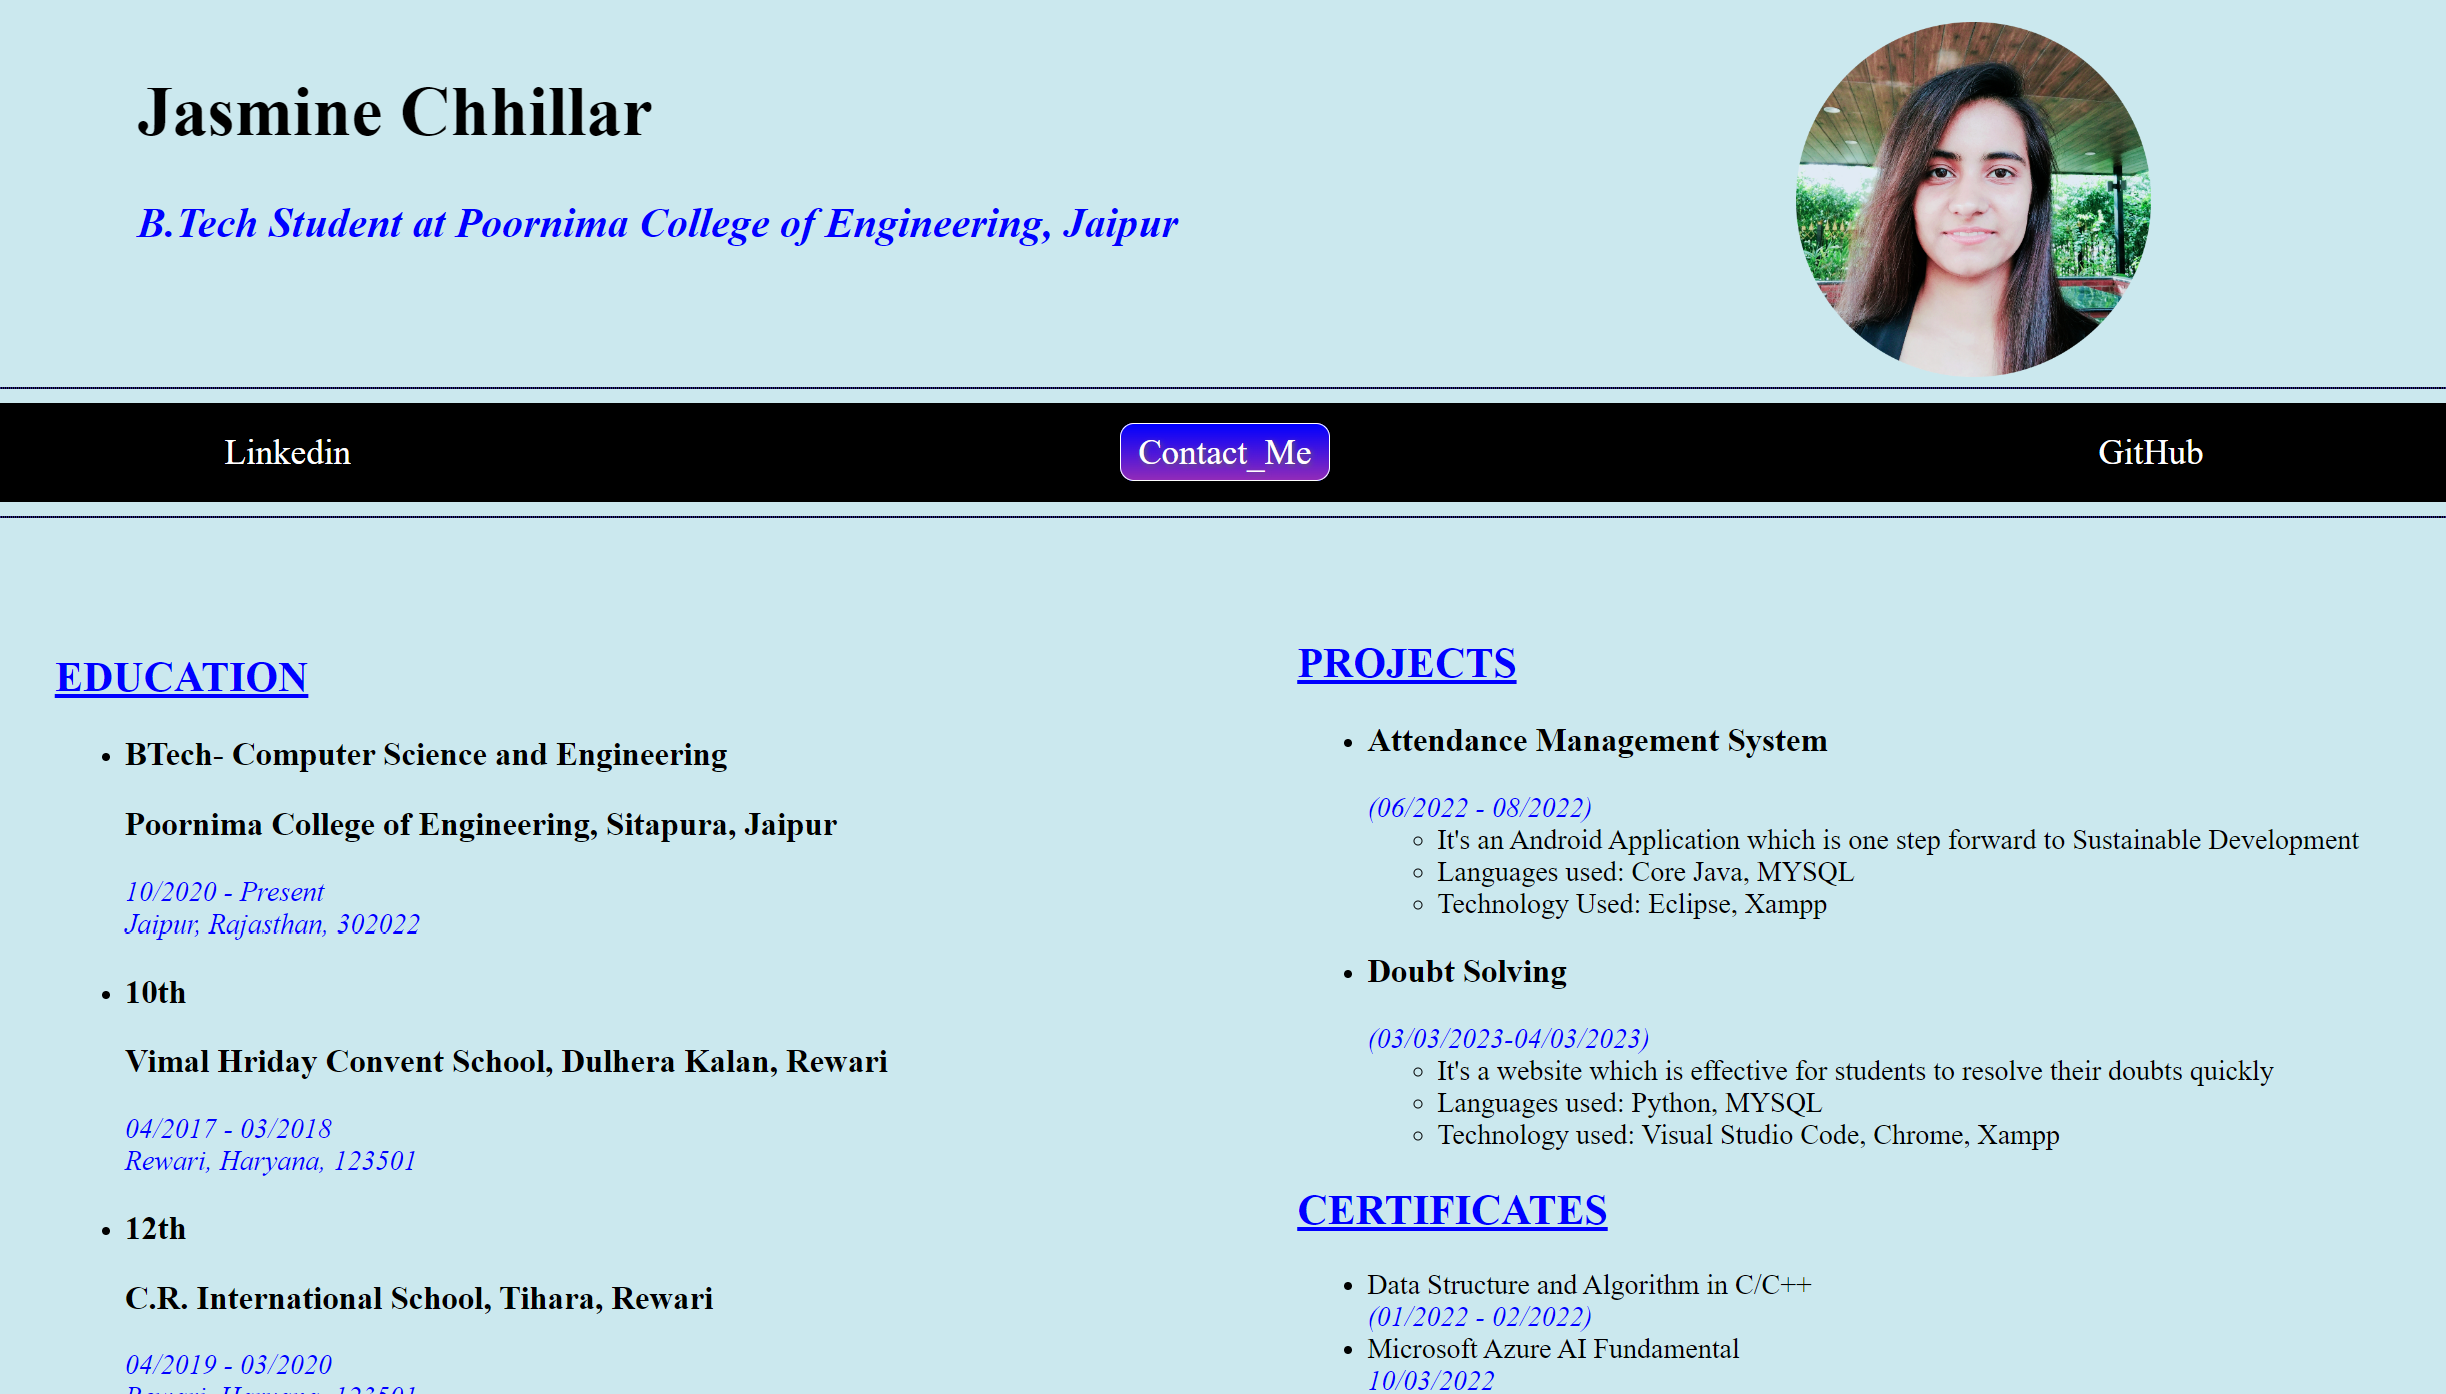 Jasmine Chhillar
B.Tech Student at Poornima College of Engineering, Jaipur
Linkedin
Contact_Me
GitHub
EDUCATION
BTech- Computer Science and Engineering
Poornima College of Engineering, Sitapura, Jaipur
10/2020 - Present
Jaipur, Rajasthan, 302022
10th
Vimal Hriday Convent School, Dulhera Kalan, Rewari
04/2017 - 03/2018
Rewari, Haryana, 123501
12th
C.R. International School, Tihara, Rewari
04/2019 - 03/2020
Rewari, Haryana, 123501
PROJECTS
Attendance Management System
(06/2022 - 08/2022)
It's an Android Application which is one step forward to Sustainable Development
Languages used: Core Java, MYSQL
Technology Used: Eclipse, Xampp
Doubt Solving
(03/03/2023-04/03/2023)
It's a website which is effective for students to resolve their doubts quickly
Languages used: Python, MYSQL
Technology used: Visual Studio Code, Chrome, Xampp
CERTIFICATES
Data Structure and Algorithm in C/C++
(01/2022 - 02/2022)
Microsoft Azure AI Fundamental
10/03/2022